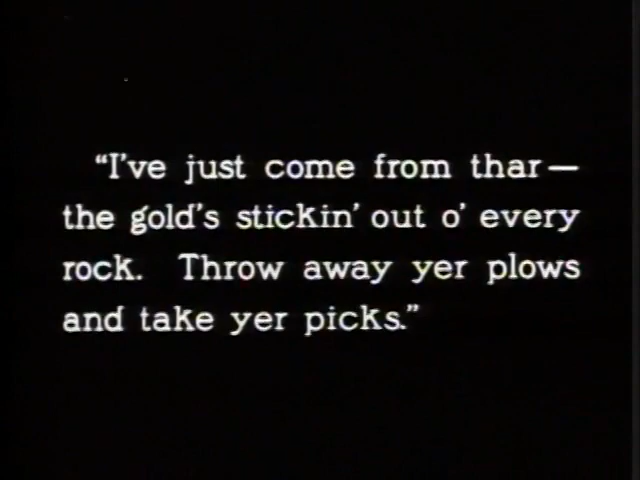 “I’ve just come from thar—
the gold’s stickin’ out o’ every
rock. Throw away yer plows
and take yer picks.”